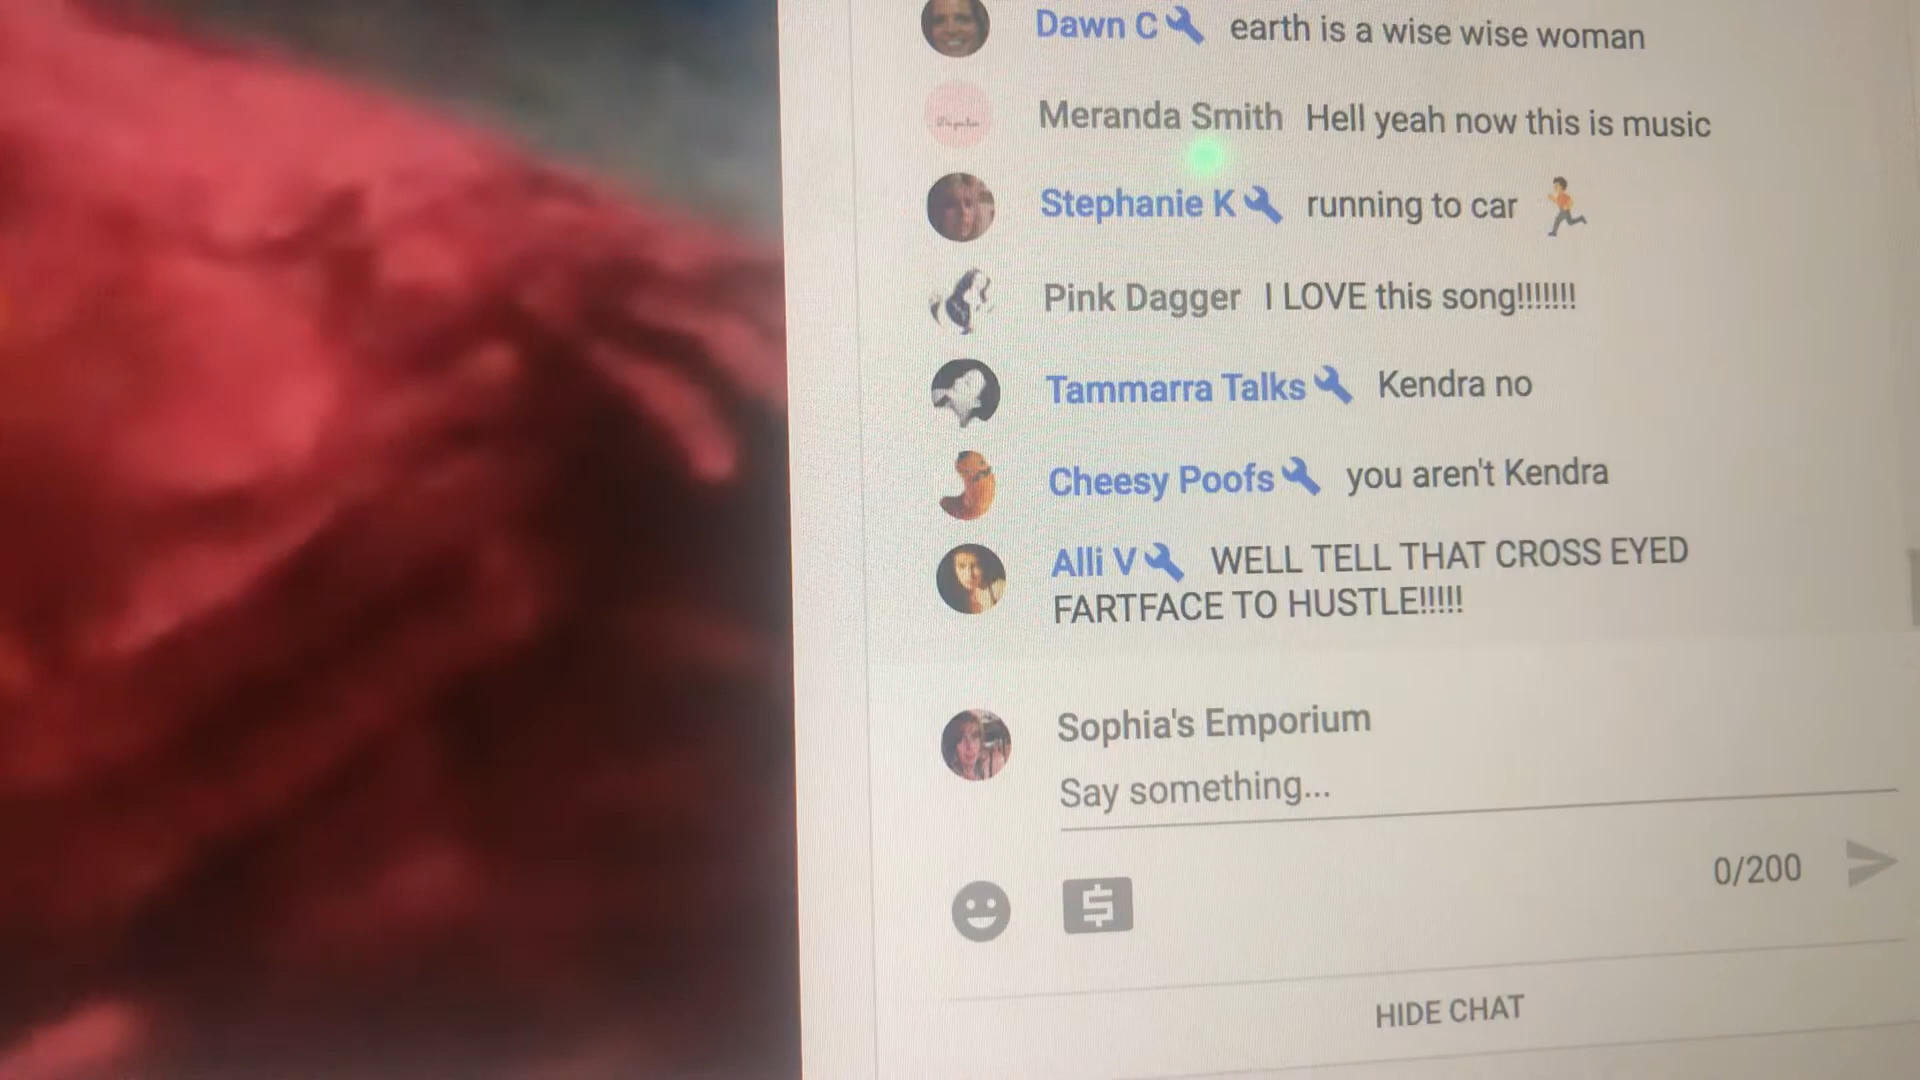 Dawn C earth is a wise wise woman
Meranda Smith Hell yeah now this is music
Stephanie K running to car
Pink Dagger I LOVE this song!!!!!!!
Tammarra Talks Kendra no
Cheesy Poofs you aren't Kendra
Alli V WELL TELL THAT CROSS EYED
FARTFACE TO HUSTLE!!!!!
Sophia's Emporium
Say something...
0/200
HIDE CHAT